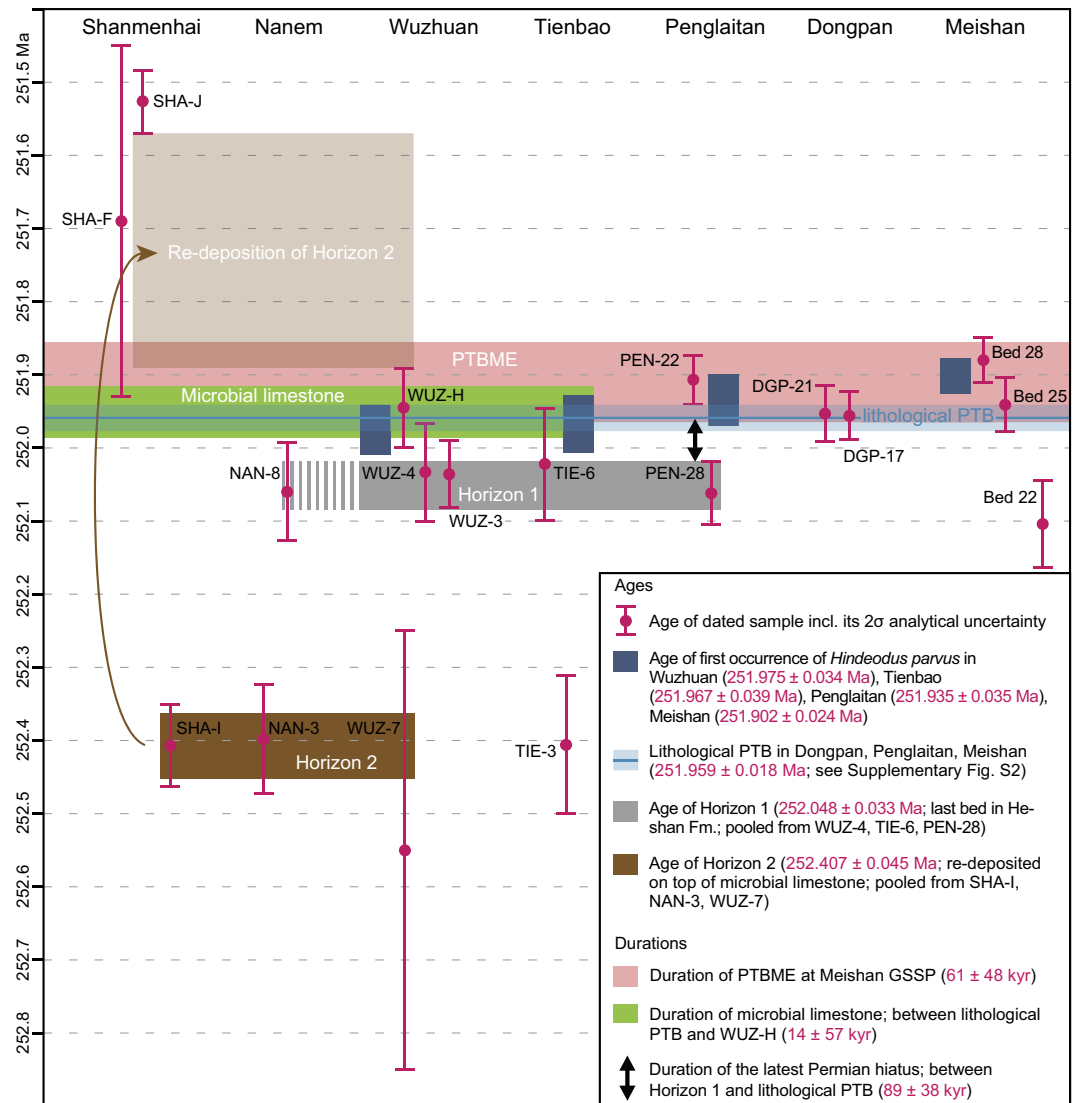 Shanmenhai Nanem Wuzhuan Tienbao Penglaitan Dongpan Meishan
251.5 Ma
251.6
251.7
251.8
251.9
252.0
252.1
252.2
252.3
252.4
252.5
252.6
252.7
252.8
SHA-J
SHA-F
Re-deposition of Horizon 2
PTBME
PEN-22
Bed 28
Microbial limestone
WUZ-H
DGP-21
Bed 25
lithological PTB
DGP-17
NAN-8
WUZ-4
TIE-6
PEN-28
Horizon 1
WUZ-3
Bed 22
SHA-I
NAN-3
WUZ-7
Horizon 2
TIE-3
Ages
Age of dated sample incl. its 2σ analytical uncertainty
Age of first occurrence of Hindeodus parvus in
Wuzhuan (251.975 ± 0.034 Ma), Tienbao
(251.967 ± 0.039 Ma), Penglaitan (251.935 ± 0.035 Ma),
Meishan (251.902 ± 0.024 Ma)
Lithological PTB in Dongpan, Penglaitan, Meishan
(251.959 ± 0.018 Ma; see Supplementary Fig. S2)
Age of Horizon 1 (252.048 ± 0.033 Ma; last bed in He-
shan Fm.; pooled from WUZ-4, TIE-6, PEN-28)
Age of Horizon 2 (252.407 ± 0.045 Ma; re-deposited
on top of microbial limestone; pooled from SHA-I,
NAN-3, WUZ-7)
Durations
Duration of PTBME at Meishan GSSP (61 ± 48 kyr)
Duration of microbial limestone; between lithological
PTB and WUZ-H (14 ± 57 kyr)
Duration of the latest Permian hiatus; between
Horizon 1 and lithological PTB (89 ± 38 kyr)